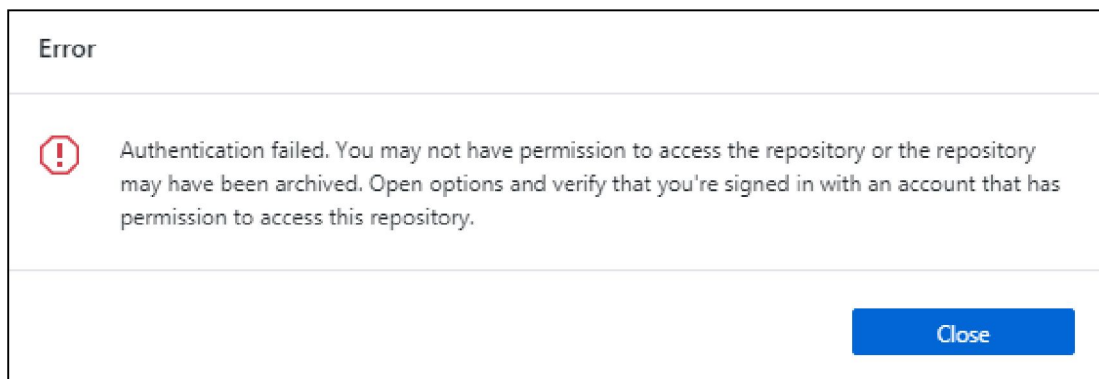 Error
Authentication failed. You may not have permission to access the repository or the repository
may have been archived. Open options and verify that you're signed in with an account that has
permission to access this repository.
Close